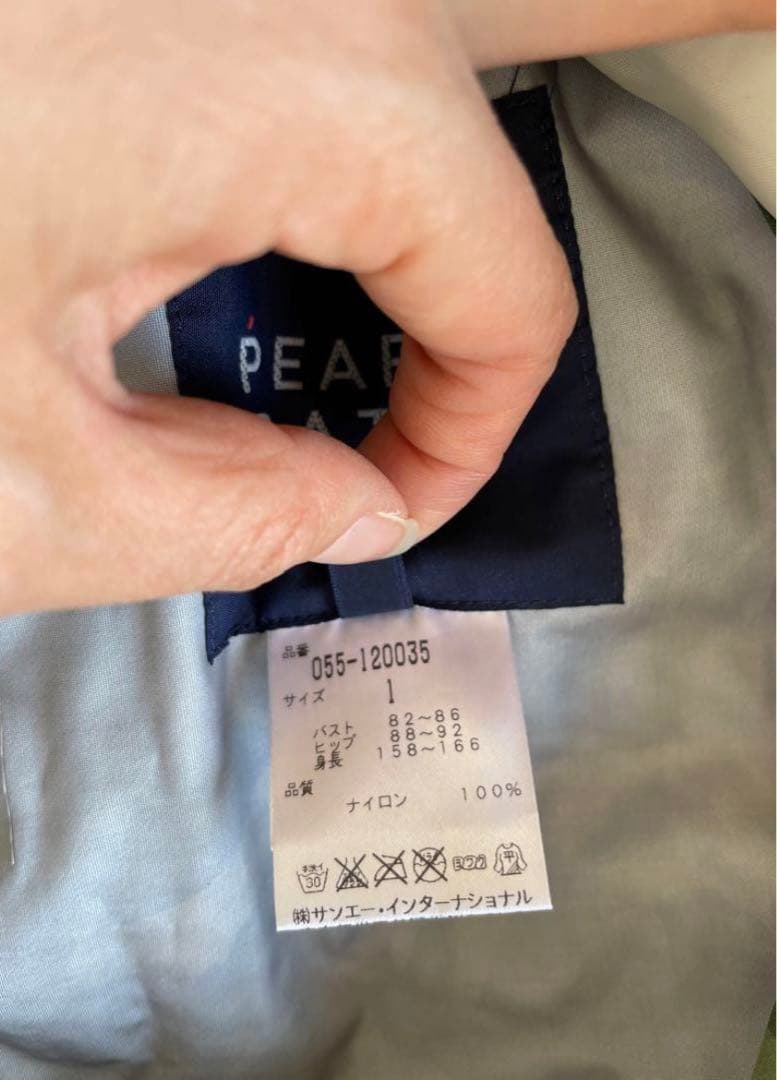 PEAR
品番
055-120035
サイズ 1
バスト 82～86
ヒップ 88～92
身長 158～166
品質
ナイロン 100%
30
平
㈱サンエー・インターナショナル